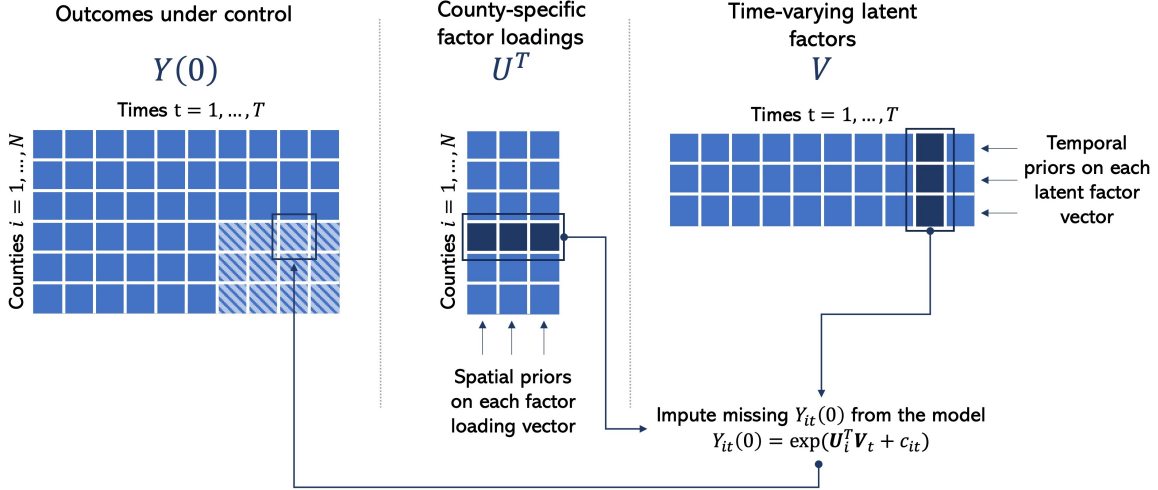 Outcomes under control
Y(0)
Times t = 1, ..., T
Counties i = 1, ..., N
County-specific
factor loadings
U^T
Counties i = 1, ..., N
Spatial priors
on each factor
loading vector
Time-varying latent
factors
V
Times t = 1, ..., T
Temporal
priors on each
latent factor
vector
Impute missing Y_it(0) from the model
Y_it(0) = exp(U_i^T V_t + c_it)